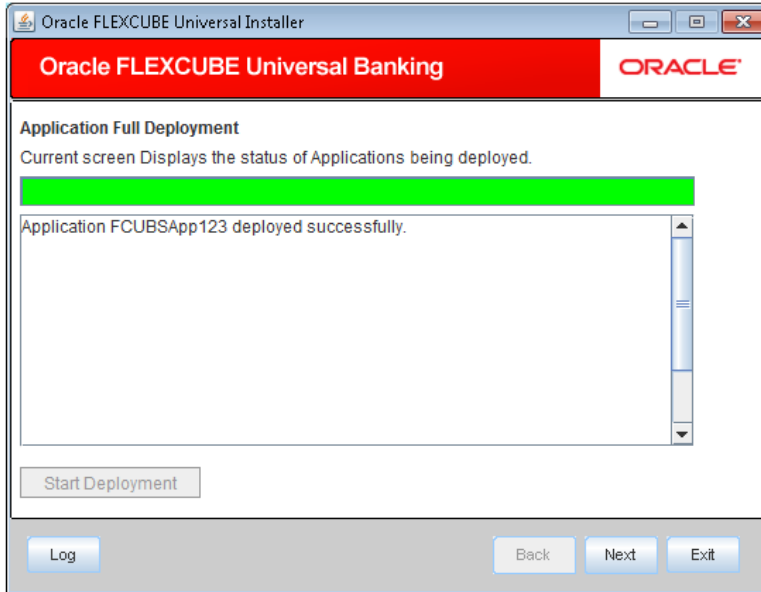 Oracle FLEXCUBE Universal Installer
Oracle FLEXCUBE Universal Banking
ORACLE
Application Full Deployment
Current screen Displays the status of Applications being deployed.
Application FCUBSApp123 deployed successfully.
Start Deployment
Log
Back
Next
Exit